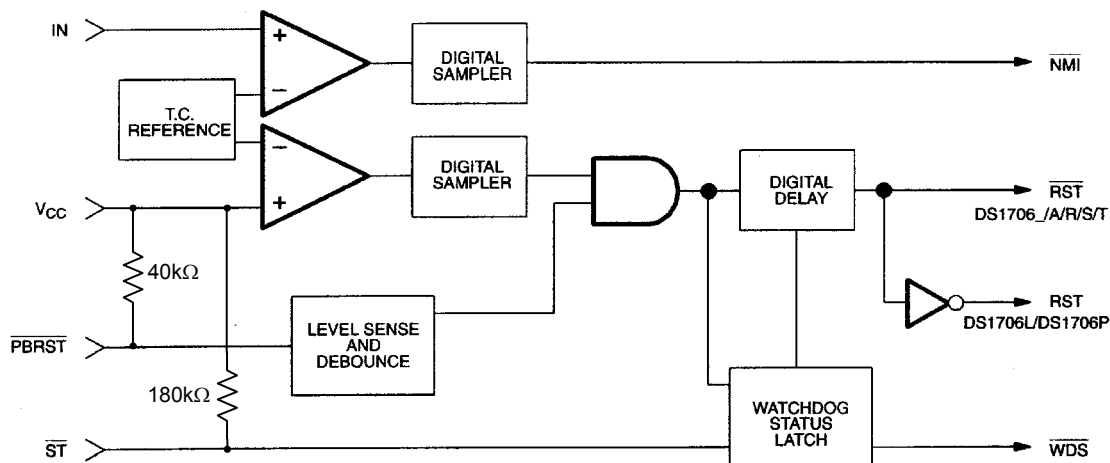 IN
+
−
DIGITAL
SAMPLER
NMI
T.C.
REFERENCE
−
+
DIGITAL
SAMPLER
DIGITAL
DELAY
RST
DS1706_/A/R/S/T
VCC
40kΩ
LEVEL SENSE
AND
DEBOUNCE
RST
DS1706L/DS1706P
PBRST
180kΩ
WATCHDOG
STATUS
LATCH
ST
WDS